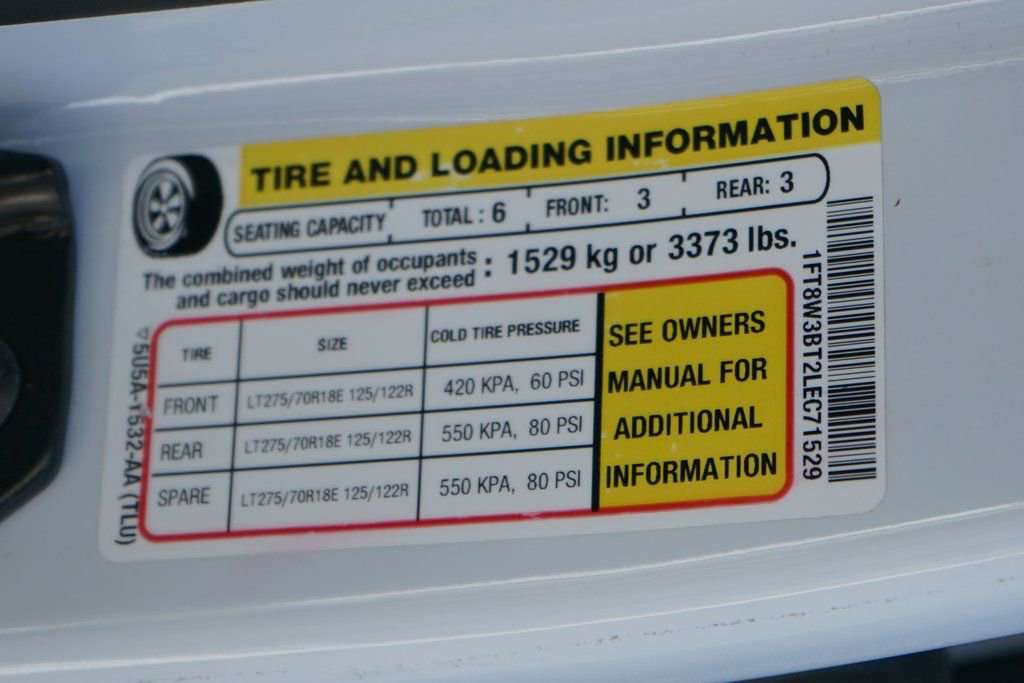 TIRE AND LOADING INFORMATION
SEATING CAPACITY TOTAL : 6 FRONT: 3 REAR: 3
The combined weight of occupants
and cargo should never exceed : 1529 kg or 3373 lbs.
TIRE SIZE COLD TIRE PRESSURE
FRONT LT275/70R18E 125/122R 420 KPA, 60 PSI
REAR LT275/70R18E 125/122R 550 KPA, 80 PSI
SPARE LT275/70R18E 125/122R 550 KPA, 80 PSI
SEE OWNERS
MANUAL FOR
ADDITIONAL
INFORMATION
1FT8W3BT2LEC71529
▽5U5A-Y532-AA (TLU)